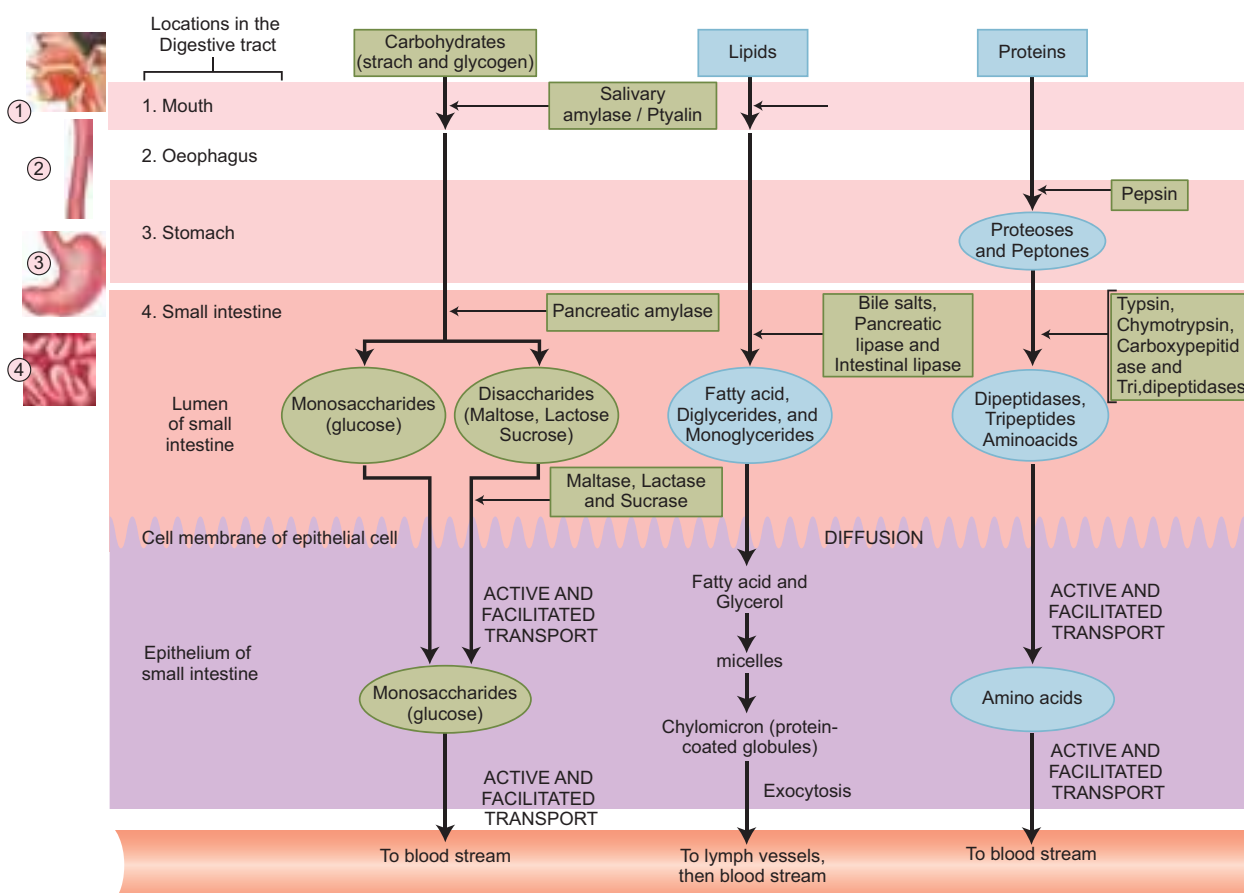 Locations in the
Digestive tract
Carbohydrates
(strach and glycogen)
Lipids
Proteins
1
1. Mouth
Salivary
amylase / Ptyalin
2
2. Oeophagus
Pepsin
3
3. Stomach
Proteoses
and Peptones
4. Small intestine
Pancreatic amylase
Bile salts,
Pancreatic
lipase and
Intestinal lipase
Typsin,
Chymotrypsin,
Carboxypepitid
ase and
Tri,dipeptidases
4
Lumen
of small
intestine
Monosaccharides
(glucose)
Disaccharides
(Maltose, Lactose
Sucrose)
Fatty acid,
Diglycerides, and
Monoglycerides
Dipeptidases,
Tripeptides
Aminoacids
Maltase, Lactase
and Sucrase
Cell membrane of epithelial cell
DIFFUSION
Fatty acid and
Glycerol
ACTIVE AND
FACILITATED
TRANSPORT
ACTIVE AND
FACILITATED
TRANSPORT
Epithelium of
small intestine
micelles
Monosaccharides
(glucose)
Chylomicron (protein-
coated globules)
Amino acids
ACTIVE AND
FACILITATED
TRANSPORT
Exocytosis
ACTIVE AND
FACILITATED
TRANSPORT
To blood stream
To lymph vessels,
then blood stream
To blood stream